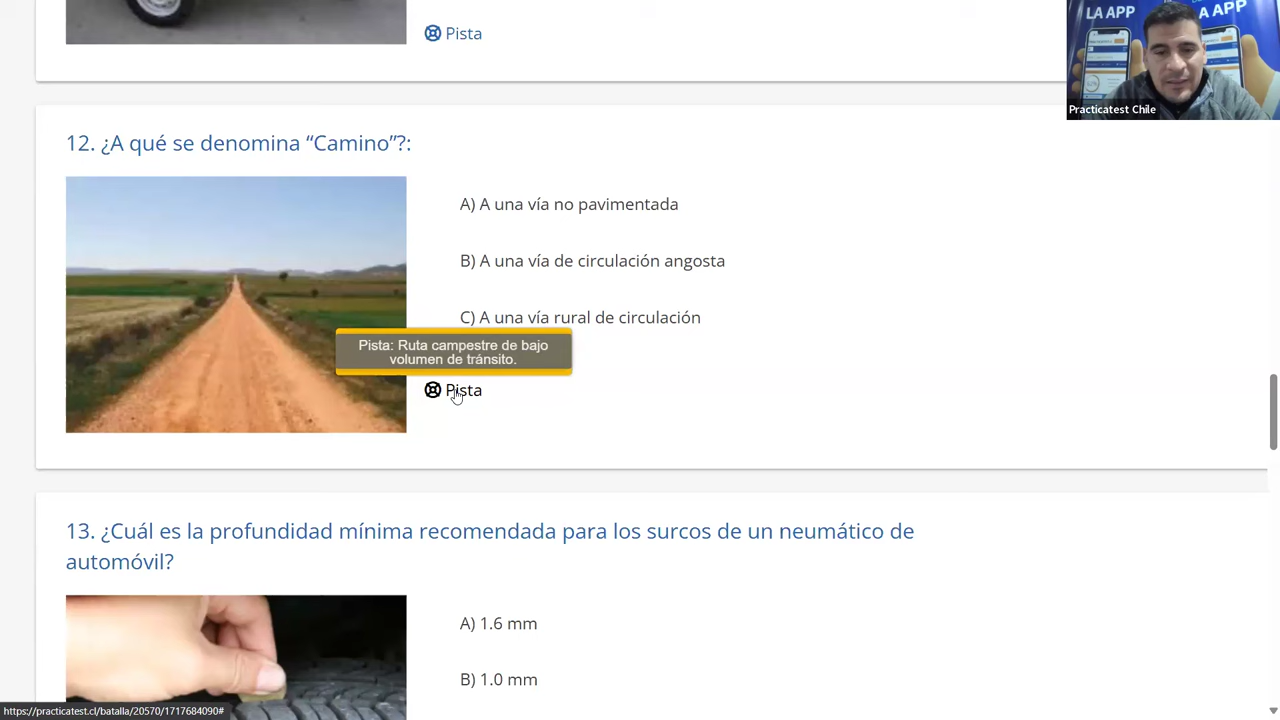 Pista
LA APP
A APP
Practicatest Chile
12. ¿A qué se denomina “Camino”?:
A) A una vía no pavimentada
B) A una vía de circulación angosta
C) A una vía rural de circulación
Pista: Ruta campestre de bajo
volumen de tránsito.
Pista
13. ¿Cuál es la profundidad mínima recomendada para los surcos de un neumático de
automóvil?
A) 1.6 mm
B) 1.0 mm
https://practicatest.cl/batalla/20570/1717684090#